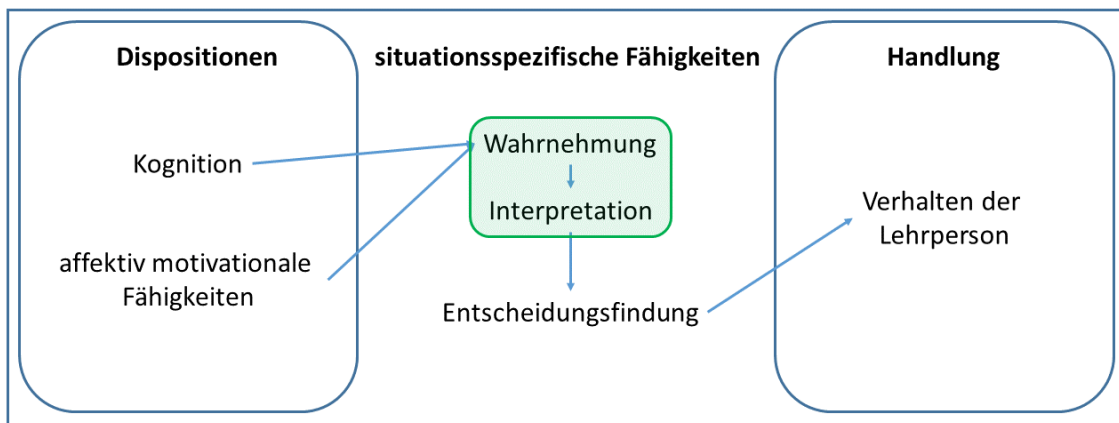 Dispositionen
Kognition
affektiv motivationale
Fähigkeiten
situationsspezifische Fähigkeiten
Wahrnehmung
Interpretation
Entscheidungsfindung
Handlung
Verhalten der
Lehrperson